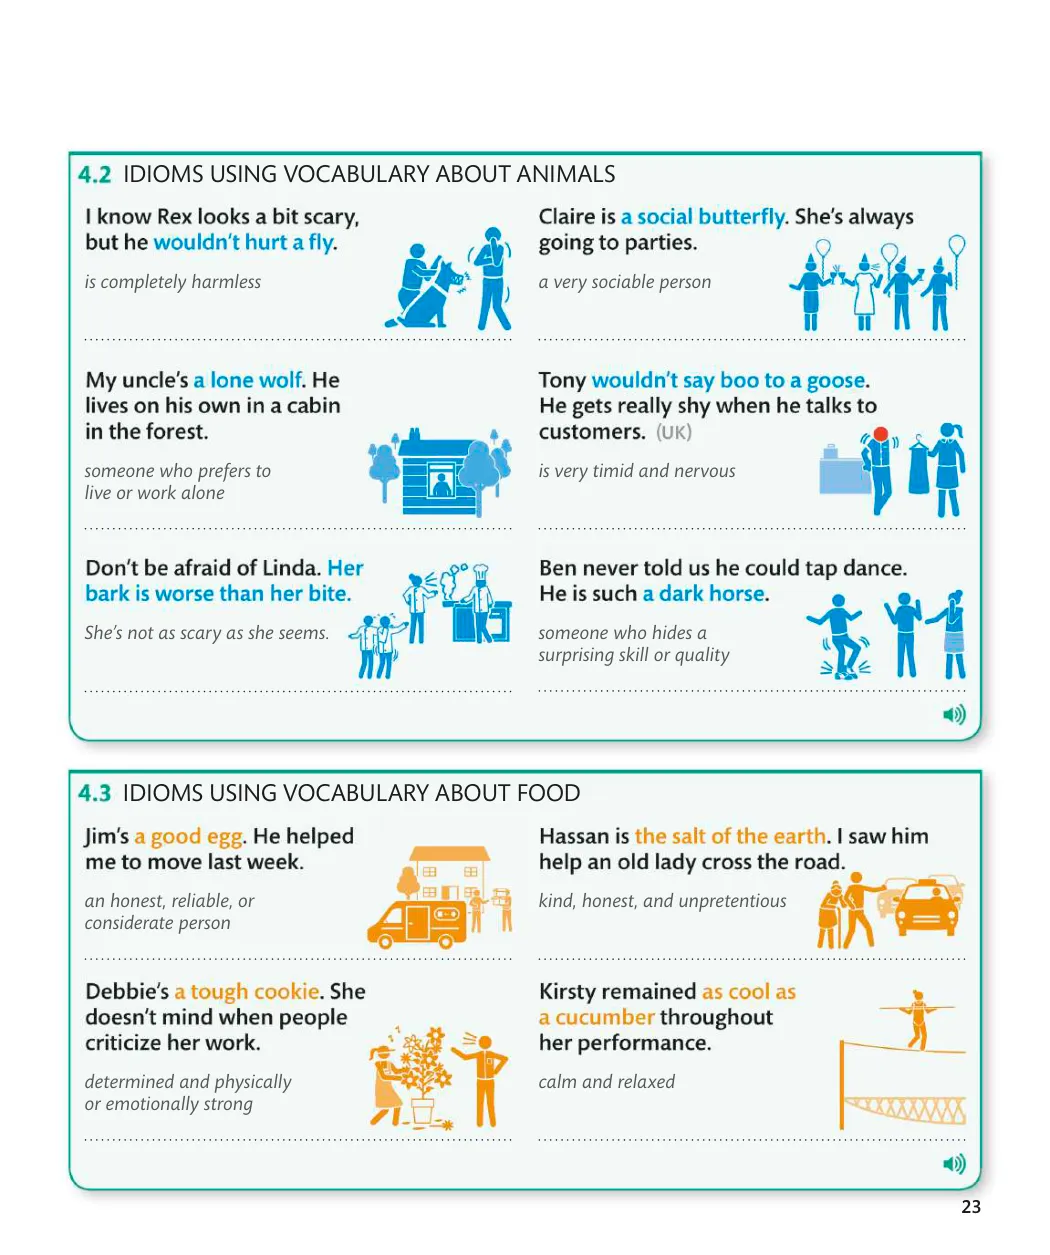 4.2 IDIOMS USING VOCABULARY ABOUT ANIMALS
I know Rex looks a bit scary,
but he wouldn't hurt a fly.
is completely harmless
Claire is a social butterfly. She's always
going to parties.
a very sociable person
My uncle's a lone wolf. He
lives on his own in a cabin
in the forest.
someone who prefers to
live or work alone
Tony wouldn't say boo to a goose.
He gets really shy when he talks to
customers. (UK)
is very timid and nervous
Don't be afraid of Linda. Her
bark is worse than her bite.
She's not as scary as she seems.
Ben never told us he could tap dance.
He is such a dark horse.
someone who hides a
surprising skill or quality
4.3 IDIOMS USING VOCABULARY ABOUT FOOD
Jim's a good egg. He helped
me to move last week.
an honest, reliable, or
considerate person
Hassan is the salt of the earth. I saw him
help an old lady cross the road.
kind, honest, and unpretentious
Debbie's a tough cookie. She
doesn't mind when people
criticize her work.
determined and physically
or emotionally strong
Kirsty remained as cool as
a cucumber throughout
her performance.
calm and relaxed
23